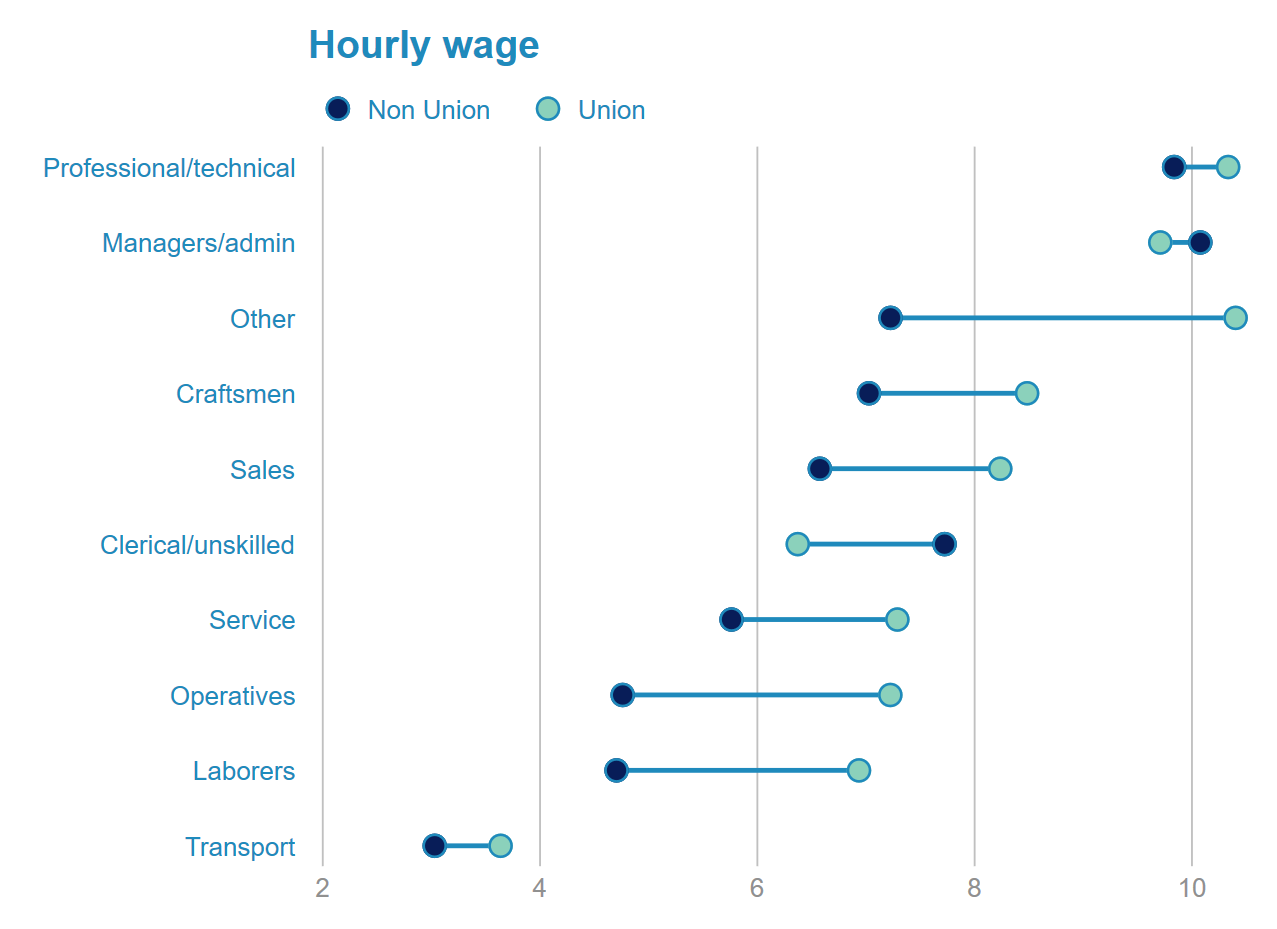 Hourly wage
Non Union Union
Professional/technical
Managers/admin
Other
Craftsmen
Sales
Clerical/unskilled
Service
Operatives
Laborers
Transport
2 4 6 8 10